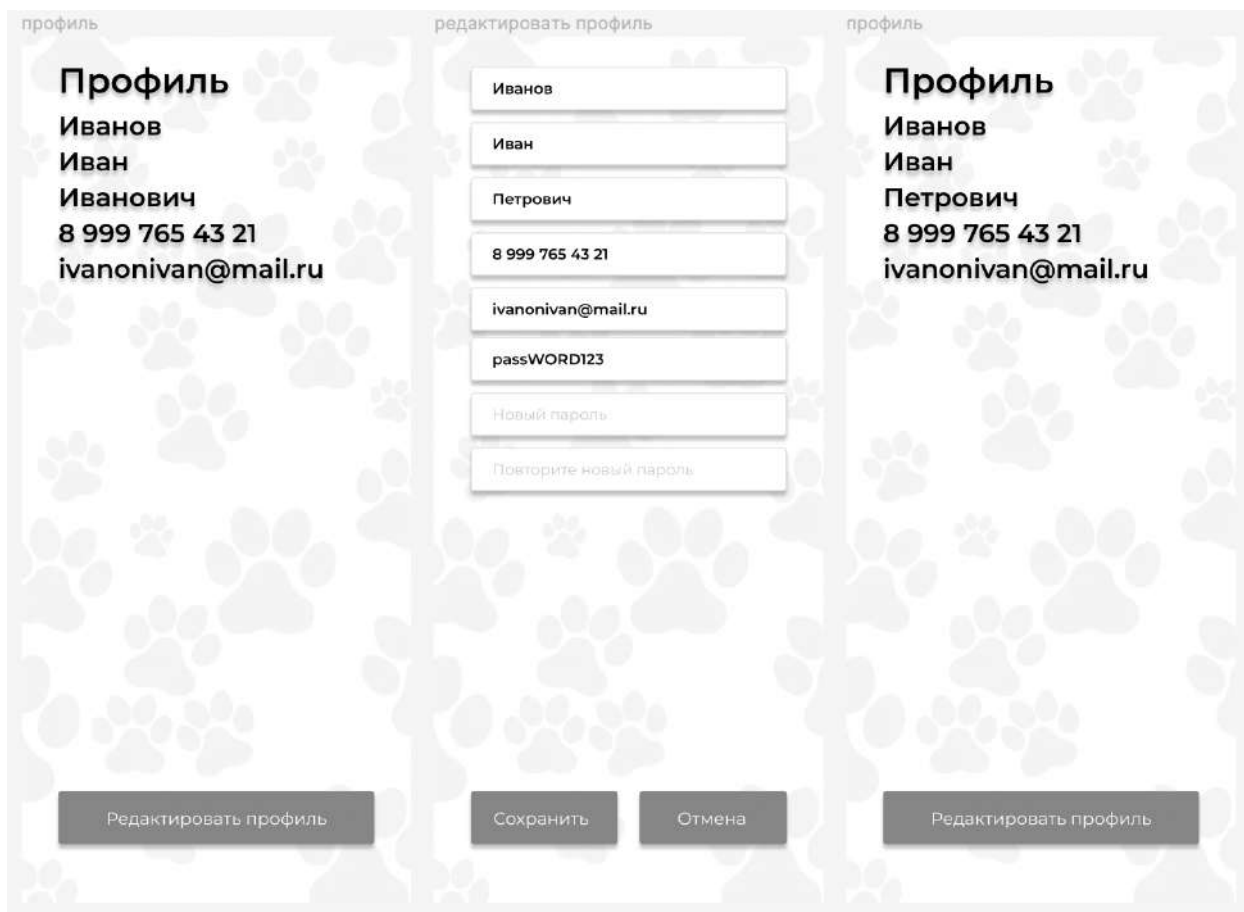 профиль
Профиль
Иванов
Иван
Иванович
8 999 765 43 21
ivanonivan@mail.ru
Редактировать профиль
редактировать профиль
Иванов
Иван
Петрович
8 999 765 43 21
ivanonivan@mail.ru
passWORD123
Новый пароль
Повторите новый пароль
Сохранить
Отмена
профиль
Профиль
Иванов
Иван
Петрович
8 999 765 43 21
ivanonivan@mail.ru
Редактировать профиль